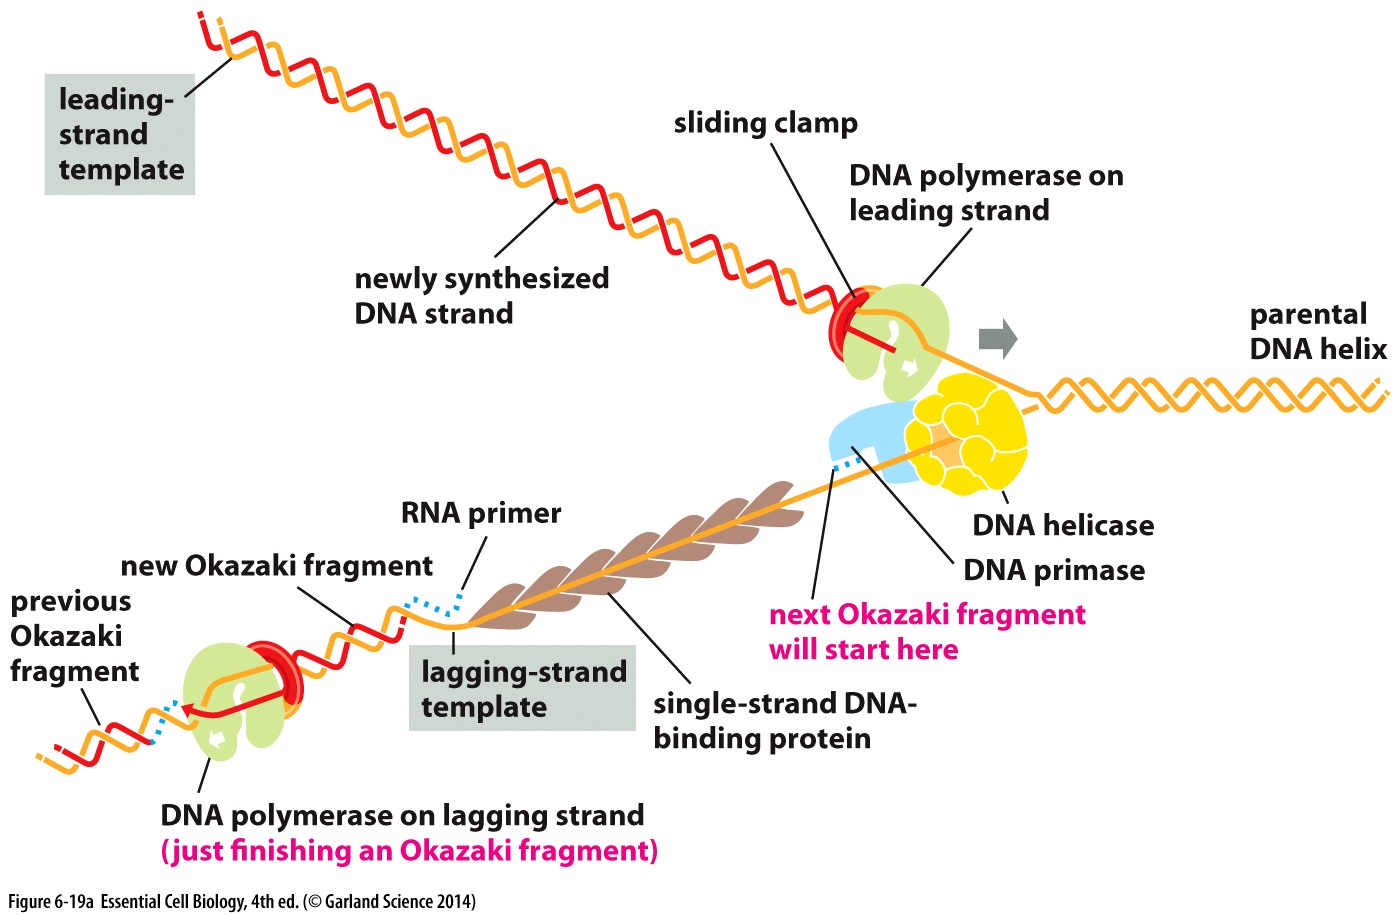 leading-
strand
template
sliding clamp
DNA polymerase on
leading strand
newly synthesized
DNA strand
parental
DNA helix
RNA primer
DNA helicase
new Okazaki fragment
DNA primase
previous
Okazaki
fragment
next Okazaki fragment
will start here
lagging-strand
template
single-strand DNA-
binding protein
DNA polymerase on lagging strand
(just finishing an Okazaki fragment)
Figure 6-19a Essential Cell Biology, 4th ed. (© Garland Science 2014)